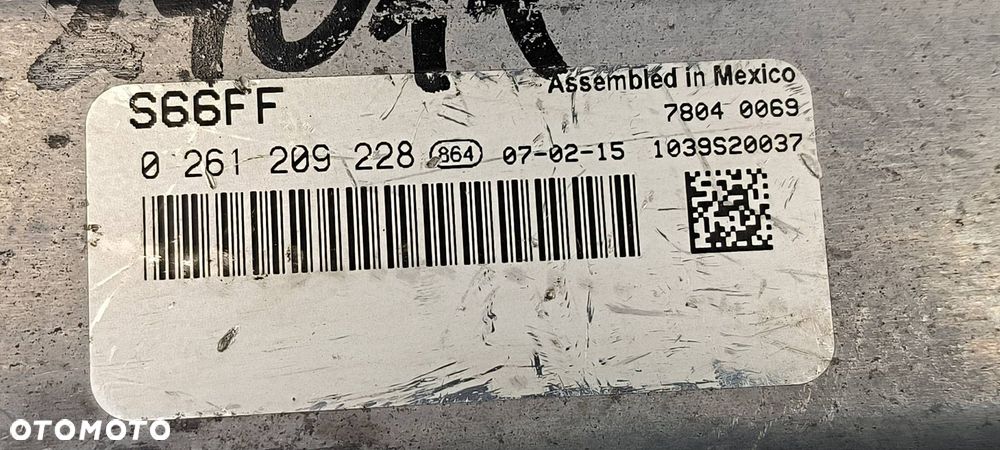 S66FF
Assembled in Mexico
7804 0069
0 261 209 228 864 07-02-15 1039S20037
OTOMOTO